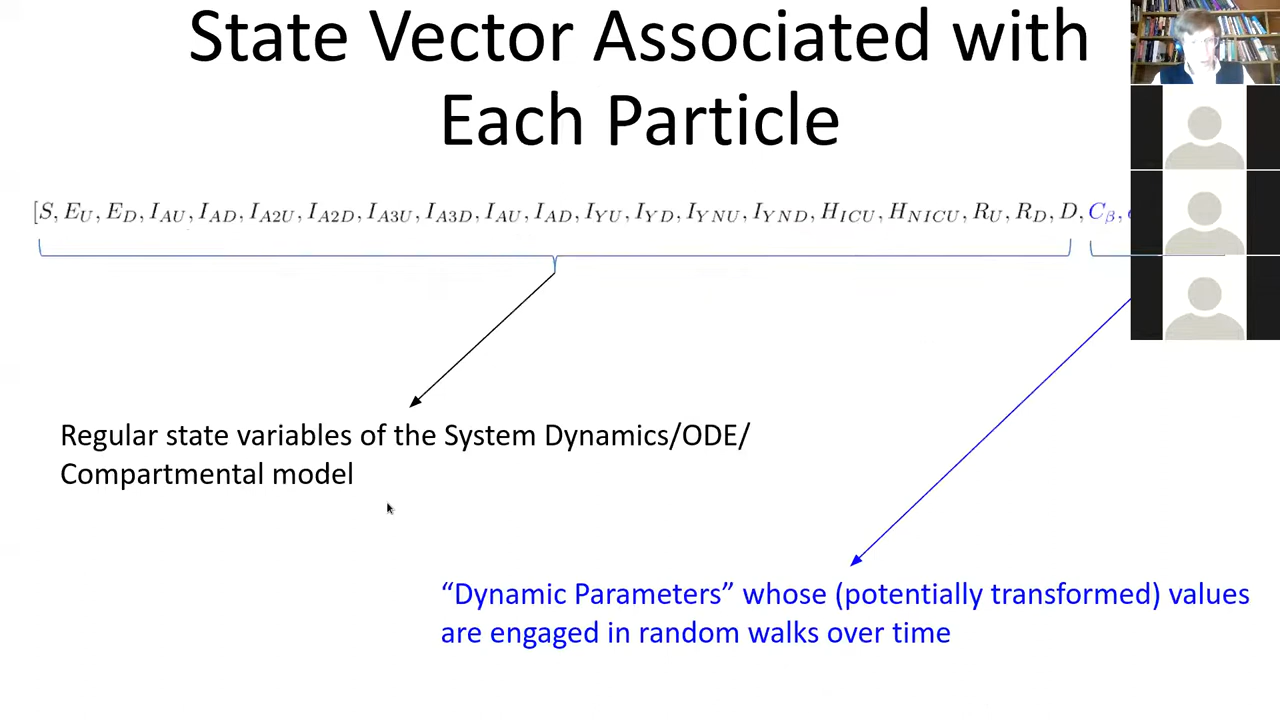 State Vector Associated with
Each Particle
[S, E_U, E_D, I_AU, I_AD, I_A2U, I_A2D, I_A3U, I_A3D, I_AU, I_AD, I_YU, I_YD, I_YNU, I_YND, H_ICU, H_NICU, R_U, R_D, D, C_β,
Regular state variables of the System Dynamics/ODE/
Compartmental model
“Dynamic Parameters” whose (potentially transformed) values
are engaged in random walks over time